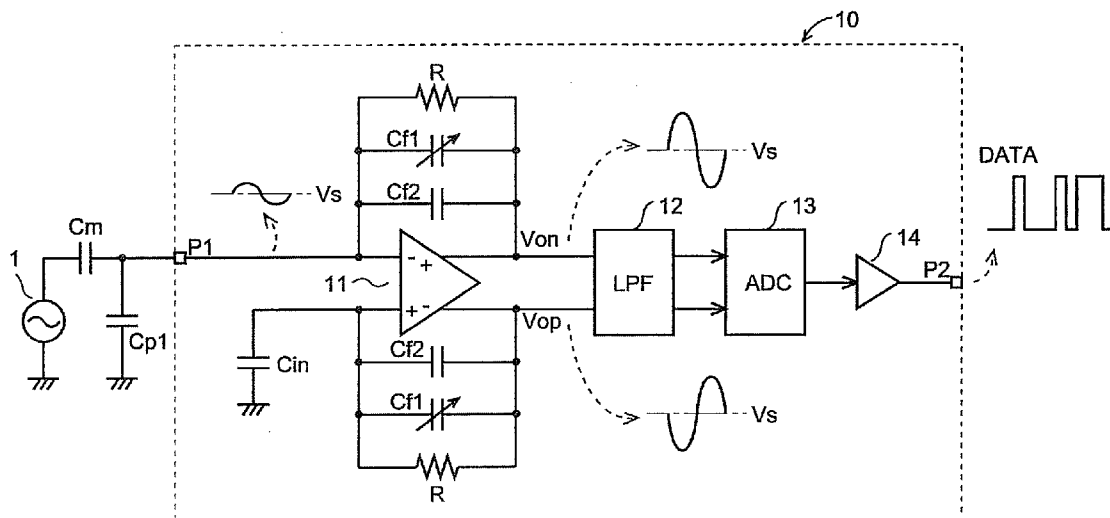 10
R
Cf1
Vs
Vs
DATA
Cf2
12
13
Cm
14
P1
Von
1
11
LPF
ADC
P2
Vop
Cp1
Cin
Cf2
Cf1
Vs
R